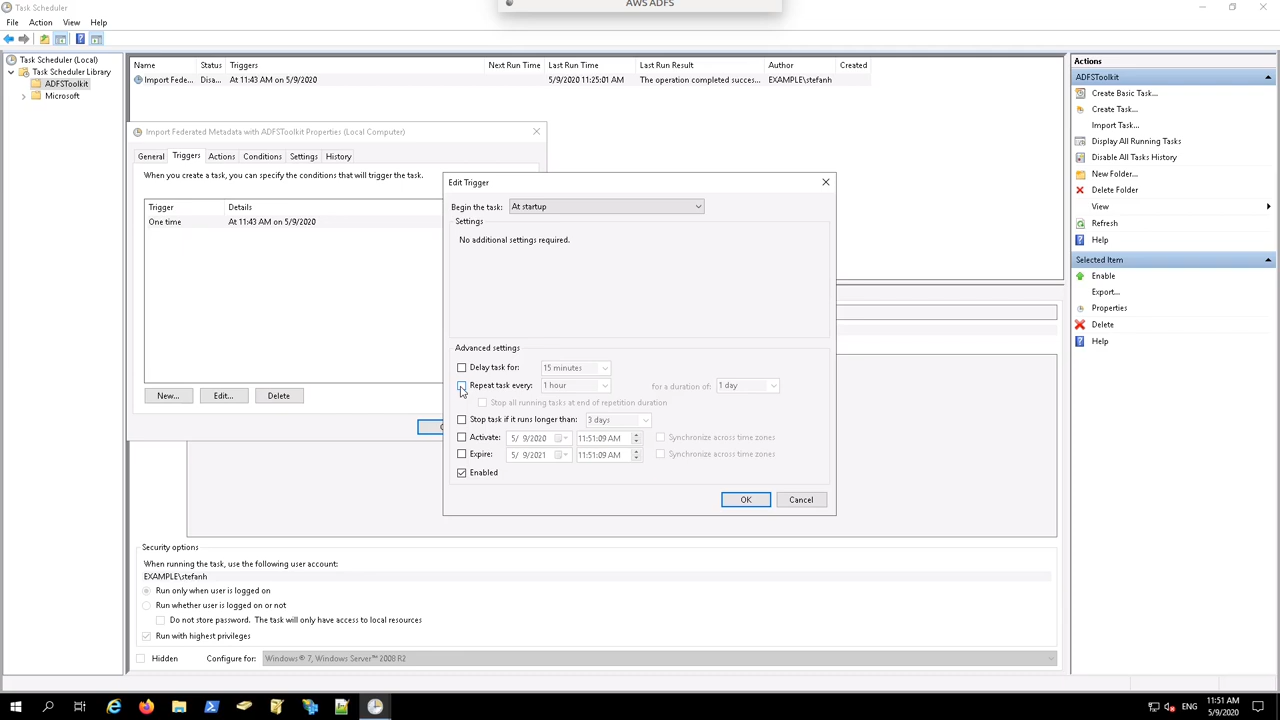 AWS ADFS
Task Scheduler
File Action View Help
Task Scheduler (Local)
Task Scheduler Library
ADFSToolkit
Microsoft
Name Status Triggers Next Run Time Last Run Time Last Run Result Author Created
Import Fede... Disa... At 11:43 AM on 5/9/2020 5/9/2020 11:25:01 AM The operation completed succes... EXAMPLE\stefanh
Import Federated Metadata with ADFSToolkit Properties (Local Computer)
General Triggers Actions Conditions Settings History
When you create a task, you can specify the conditions that will trigger the task.
Trigger Details
One time At 11:43 AM on 5/9/2020
New... Edit... Delete
Edit Trigger
Begin the task: At startup
Settings
No additional settings required.
Advanced settings
Delay task for: 15 minutes
Repeat task every: 1 hour for a duration of: 1 day
Stop all running tasks at end of repetition duration
Stop task if it runs longer than: 3 days
Activate: 5/ 9/2020 11:51:09 AM Synchronize across time zones
Expire: 5/ 9/2021 11:51:09 AM Synchronize across time zones
Enabled
OK Cancel
Security options
When running the task, use the following user account:
EXAMPLE\stefanh
Run only when user is logged on
Run whether user is logged on or not
Do not store password. The task will only have access to local resources
Run with highest privileges
Hidden Configure for: Windows® 7, Windows Server™ 2008 R2
Actions
ADFSToolkit
Create Basic Task...
Create Task...
Import Task...
Display All Running Tasks
Disable All Tasks History
New Folder...
Delete Folder
View
Refresh
Help
Selected Item
Enable
Export...
Properties
Delete
Help
ENG
11:51 AM
5/9/2020